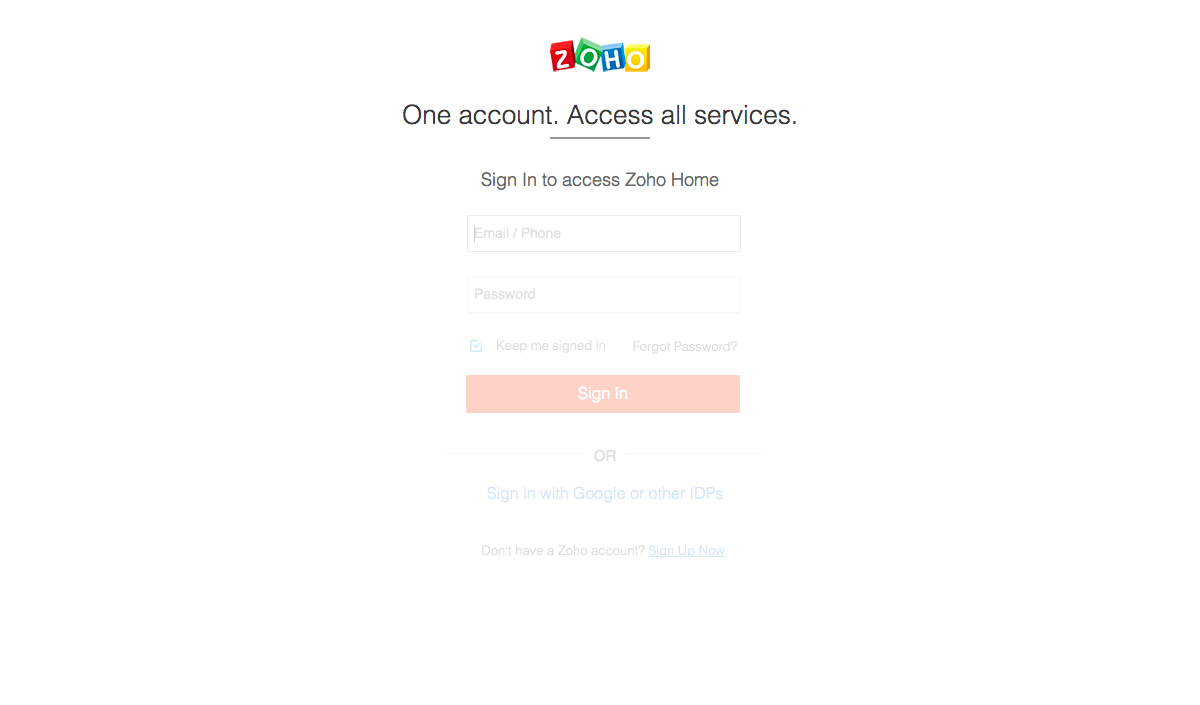 ZOHO
One account. Access all services.
Sign In to access Zoho Home
Email / Phone
Password
Keep me signed in Forgot Password?
Sign In
OR
Sign in with Google or other IDPs
Don't have a Zoho account? Sign Up Now